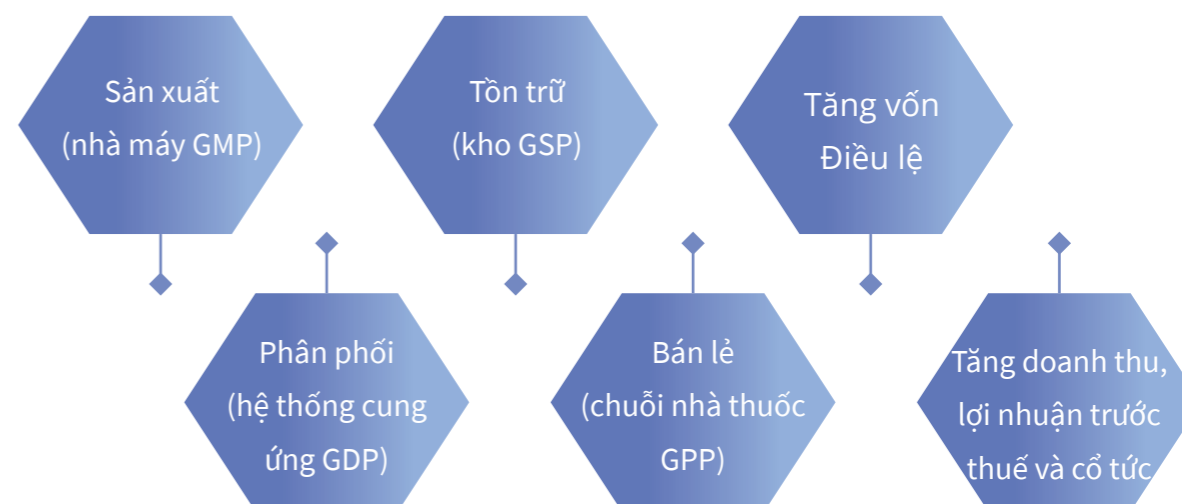 Sản xuất
(nhà máy GMP)
Tồn trữ
(kho GSP)
Tăng vốn
Điều lệ
Phân phối
(hệ thống cung
ứng GDP)
Bán lẻ
(chuỗi nhà thuốc
GPP)
Tăng doanh thu,
lợi nhuận trước
thuế và cổ tức